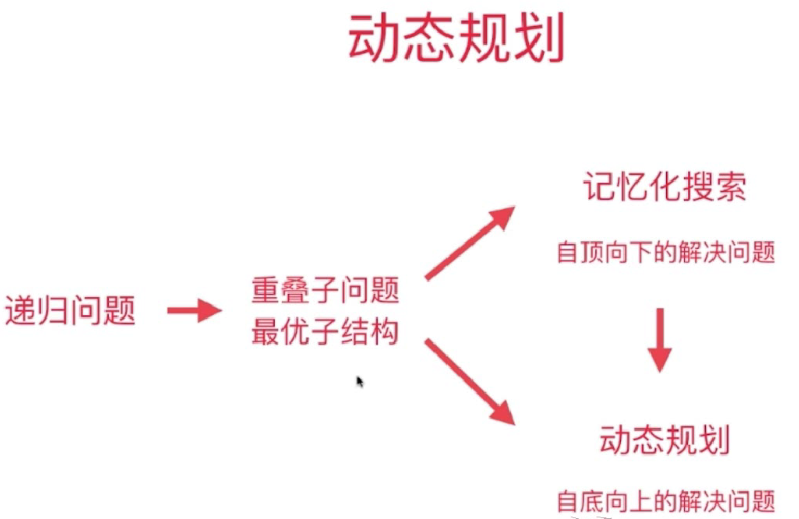 动态规划
递归问题
重叠子问题
最优子结构
记忆化搜索
自顶向下的解决问题
动态规划
自底向上的解决问题